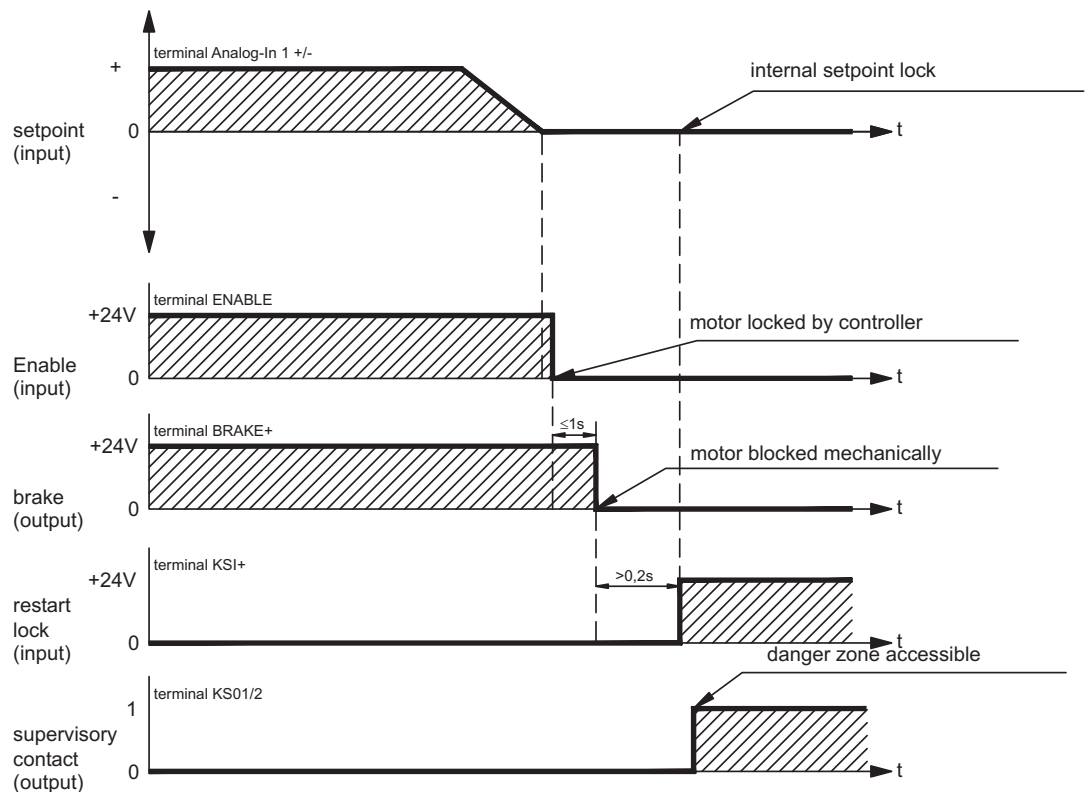 terminal Analog-In 1 +/-
+
internal setpoint lock
setpoint
(input)
0
t
-
terminal ENABLE
+24V
motor locked by controller
Enable
(input)
0
t
≤1s
terminal BRAKE+
+24V
motor blocked mechanically
brake
(output)
0
t
terminal KSI+
+24V
>0,2s
restart
lock
(input)
0
t
danger zone accessible
terminal KS01/2
1
supervisory
contact
(output)
0
t